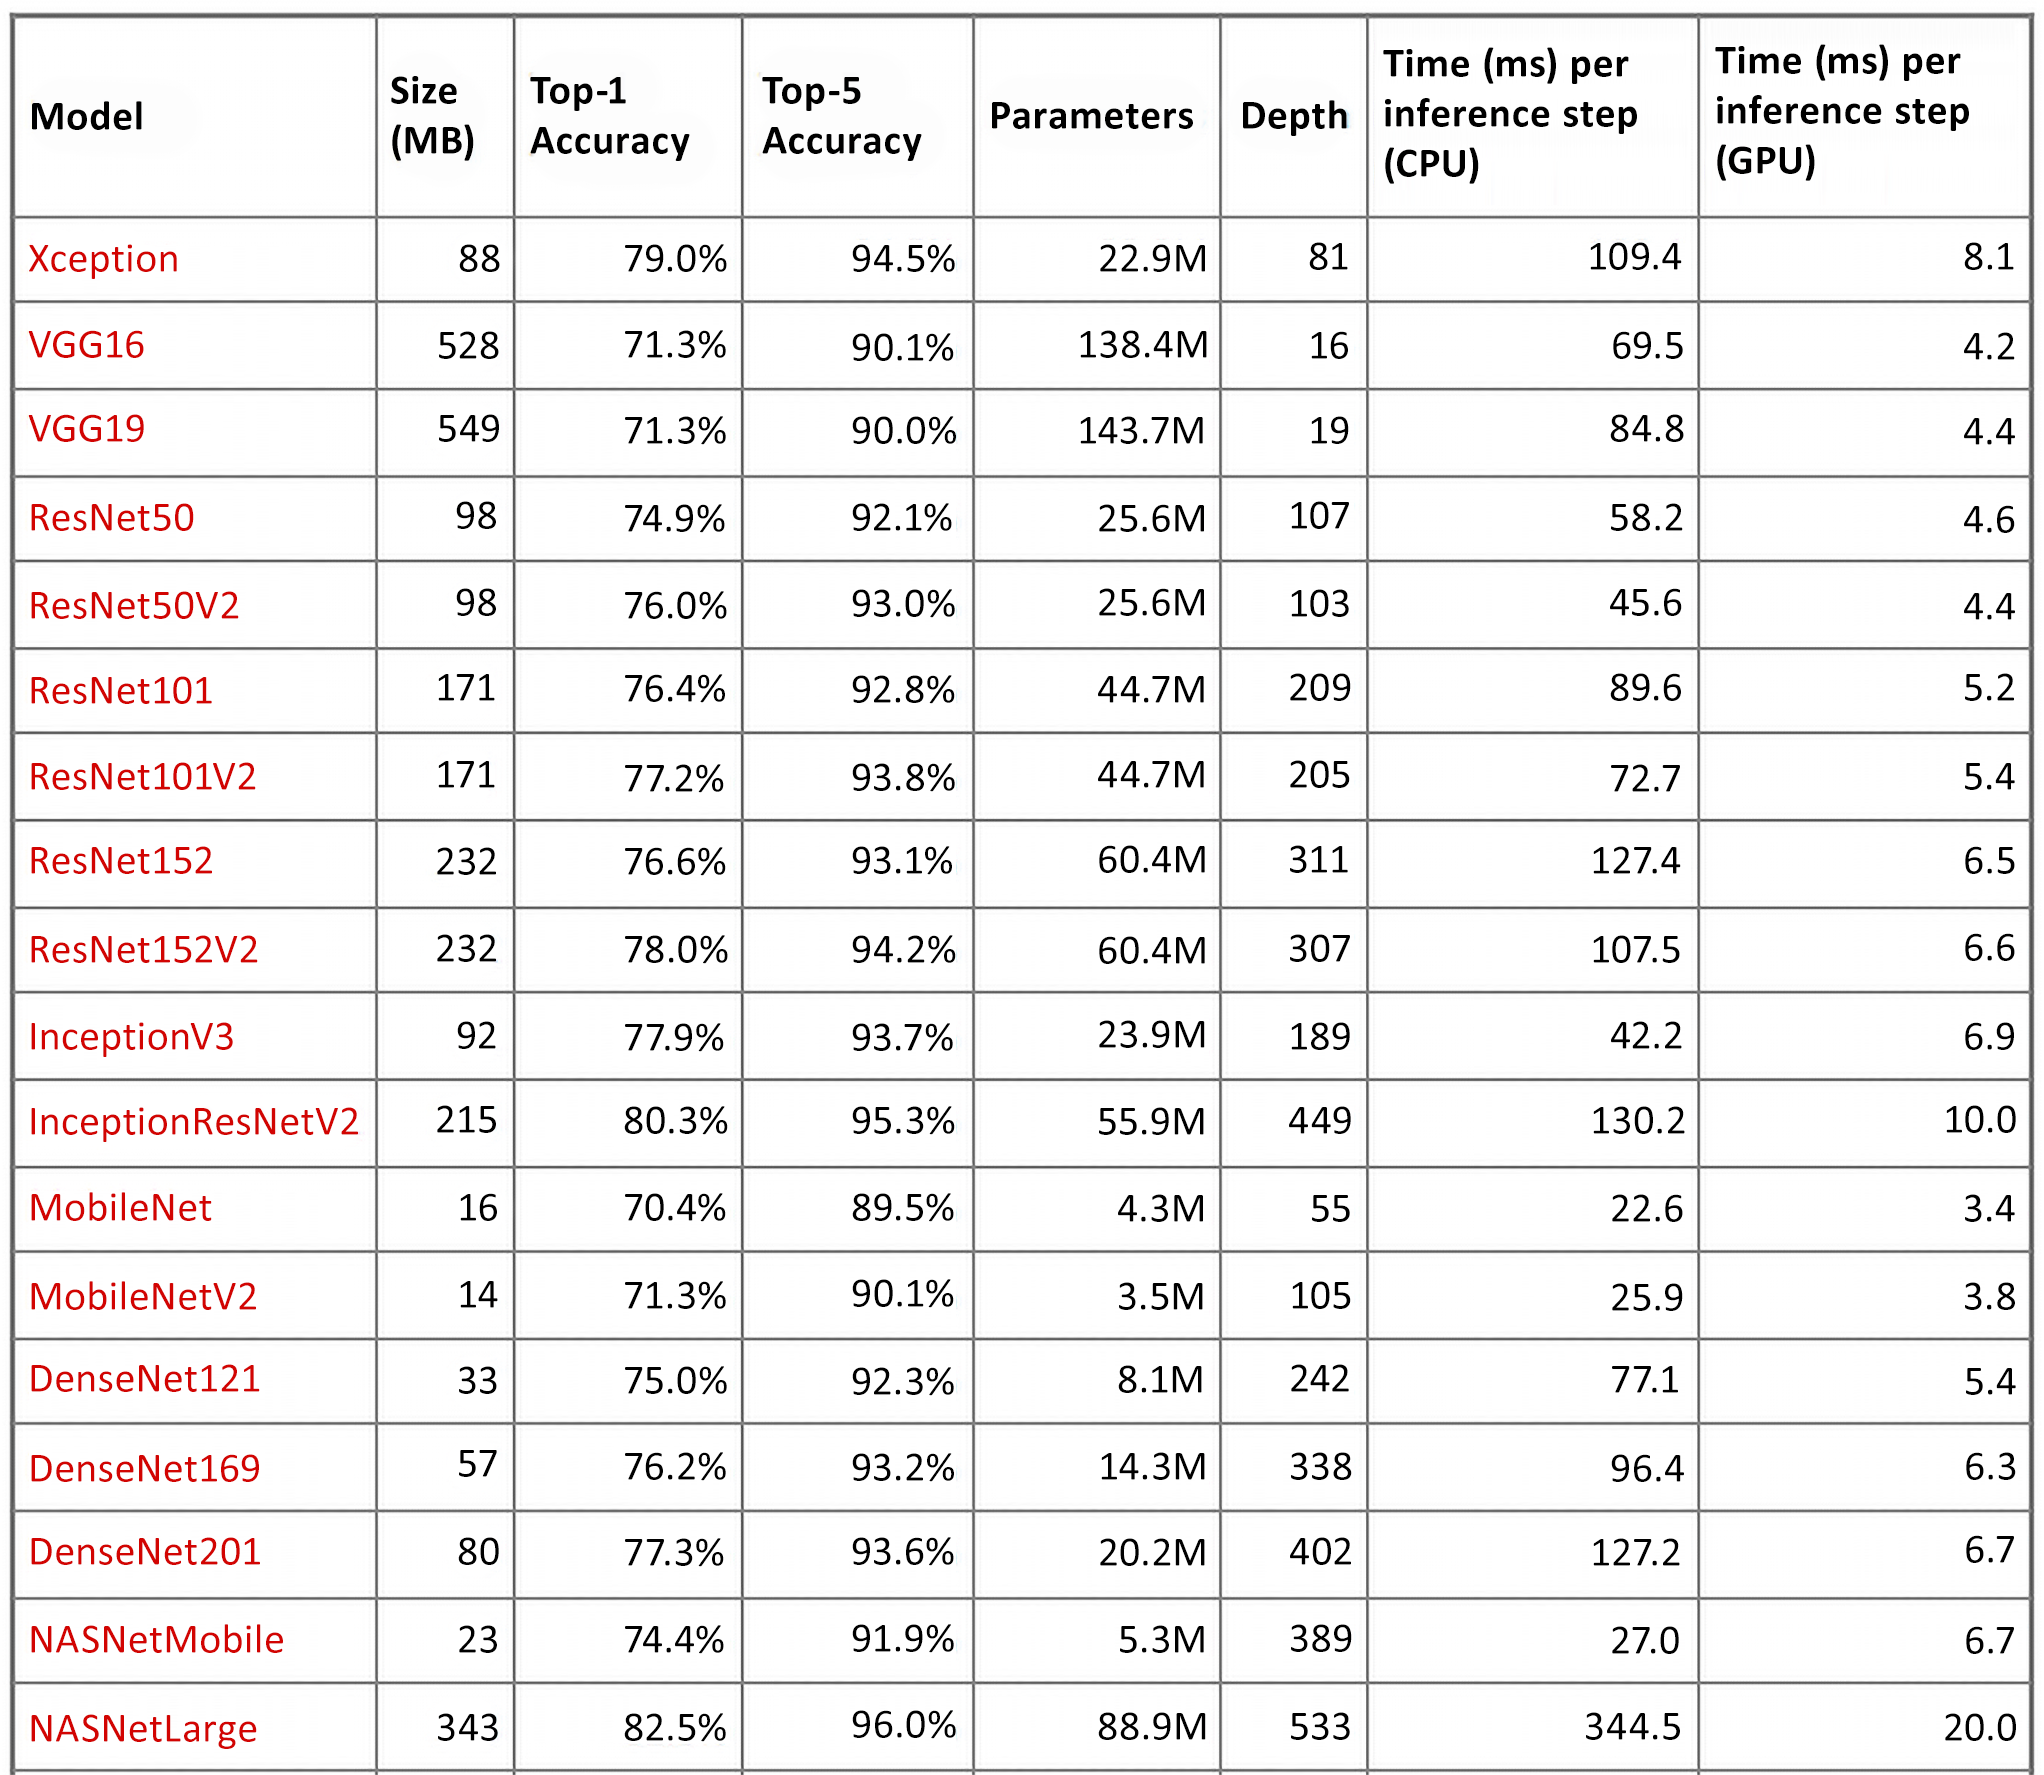 Model Size (MB) Top-1 Accuracy Top-5 Accuracy Parameters Depth Time (ms) per inference step (CPU) Time (ms) per inference step (GPU)
Xception 88 79.0% 94.5% 22.9M 81 109.4 8.1
VGG16 528 71.3% 90.1% 138.4M 16 69.5 4.2
VGG19 549 71.3% 90.0% 143.7M 19 84.8 4.4
ResNet50 98 74.9% 92.1% 25.6M 107 58.2 4.6
ResNet50V2 98 76.0% 93.0% 25.6M 103 45.6 4.4
ResNet101 171 76.4% 92.8% 44.7M 209 89.6 5.2
ResNet101V2 171 77.2% 93.8% 44.7M 205 72.7 5.4
ResNet152 232 76.6% 93.1% 60.4M 311 127.4 6.5
ResNet152V2 232 78.0% 94.2% 60.4M 307 107.5 6.6
InceptionV3 92 77.9% 93.7% 23.9M 189 42.2 6.9
InceptionResNetV2 215 80.3% 95.3% 55.9M 449 130.2 10.0
MobileNet 16 70.4% 89.5% 4.3M 55 22.6 3.4
MobileNetV2 14 71.3% 90.1% 3.5M 105 25.9 3.8
DenseNet121 33 75.0% 92.3% 8.1M 242 77.1 5.4
DenseNet169 57 76.2% 93.2% 14.3M 338 96.4 6.3
DenseNet201 80 77.3% 93.6% 20.2M 402 127.2 6.7
NASNetMobile 23 74.4% 91.9% 5.3M 389 27.0 6.7
NASNetLarge 343 82.5% 96.0% 88.9M 533 344.5 20.0